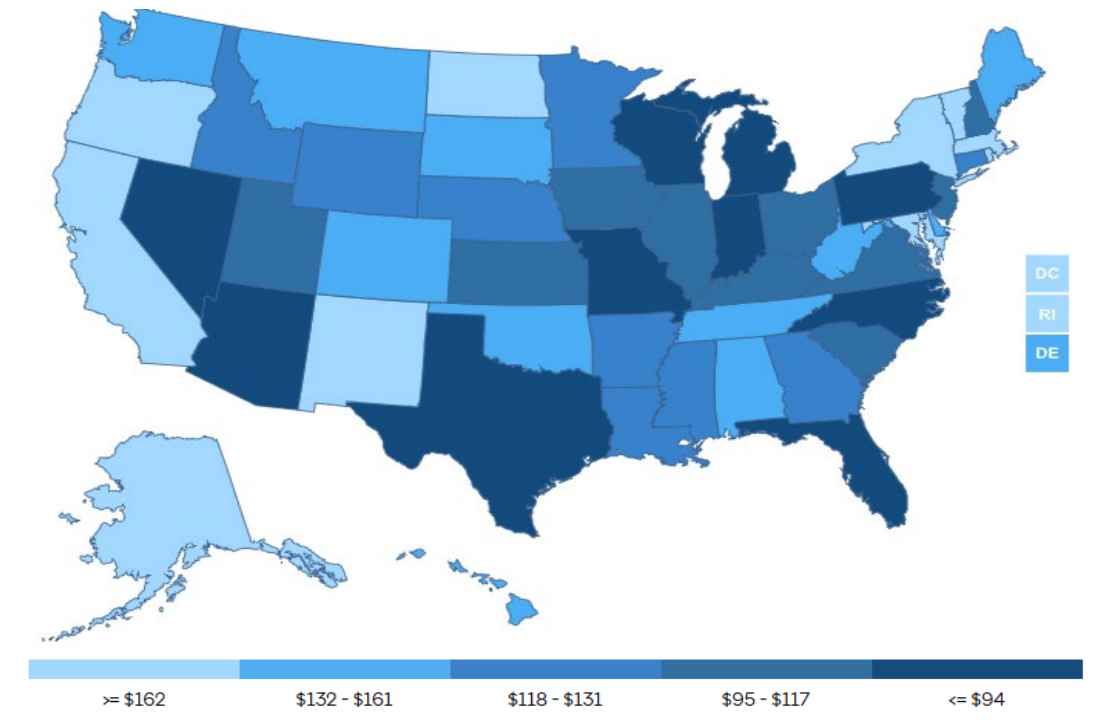 DC
RI
DE
>= $162
$132 - $161
$118 - $131
$95 - $117
<= $94